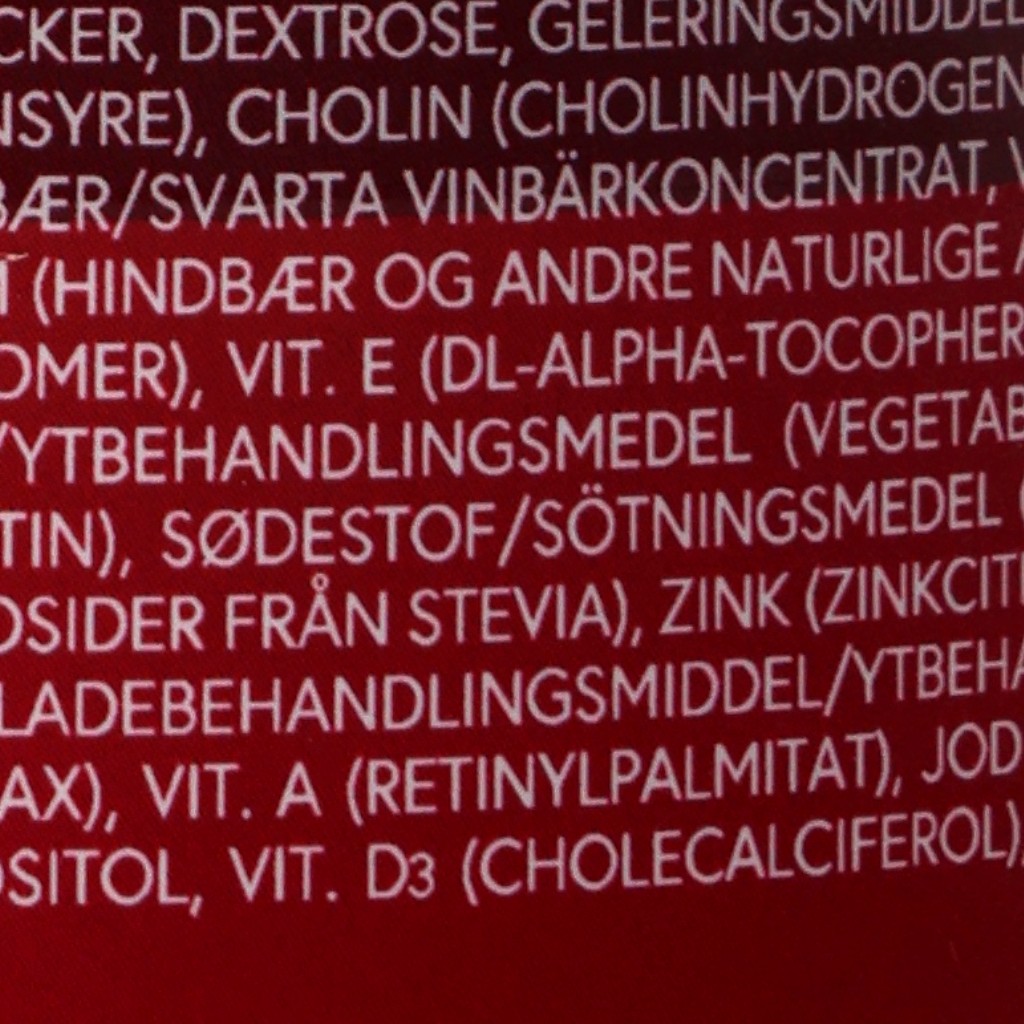 CKER, DEXTROSE, GELERINGSMIDDEL
NSYRE), CHOLIN (CHOLINHYDROGEN
BÆR/SVARTA VINBÄRKONCENTRAT, V
T (HINDBÆR OG ANDRE NATURLIGE A
OMER), VIT. E (DL-ALPHA-TOCOPHER
/YTBEHANDLINGSMEDEL (VEGETAB
TIN), SØDESTOF/SÖTNINGSMEDEL (
OSIDER FRÅN STEVIA), ZINK (ZINKCIT
LADEBEHANDLINGSMIDDEL/YTBEHA
AX), VIT. A (RETINYLPALMITAT), JOD
OSITOL, VIT. D3 (CHOLECALCIFEROL),